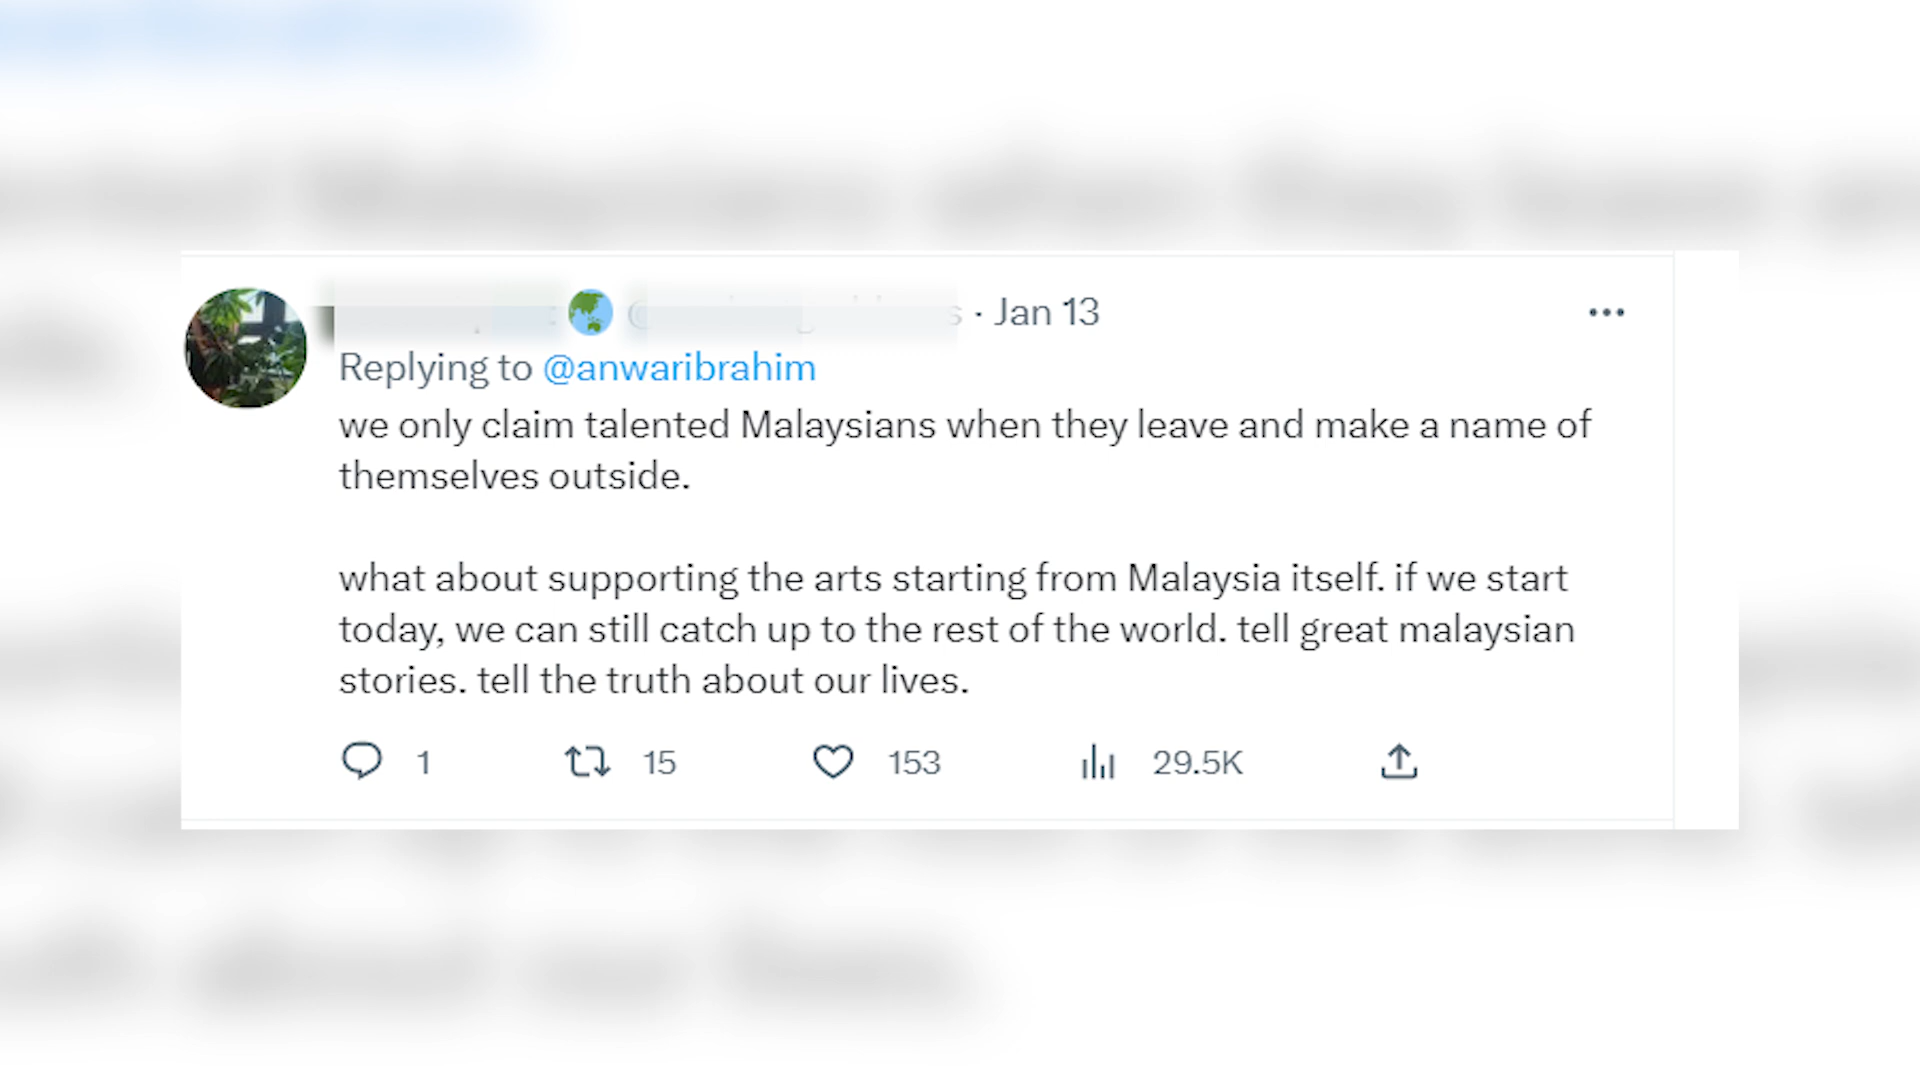 · Jan 13
Replying to @anwaribrahim
we only claim talented Malaysians when they leave and make a name of
themselves outside.
what about supporting the arts starting from Malaysia itself. if we start
today, we can still catch up to the rest of the world. tell great malaysian
stories. tell the truth about our lives.
1 15 153 29.5K